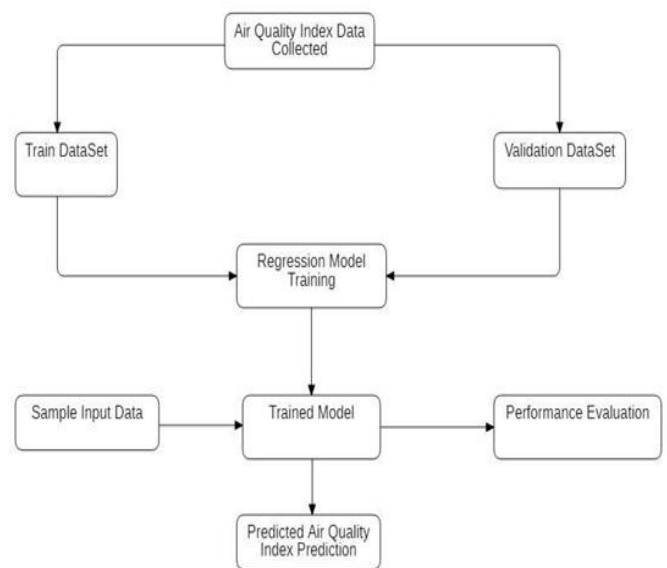 Air Quality Index Data
Collected
Train DataSet
Validation DataSet
Regression Model
Training
Sample Input Data
Trained Model
Performance Evaluation
Predicted Air Quality
Index Prediction